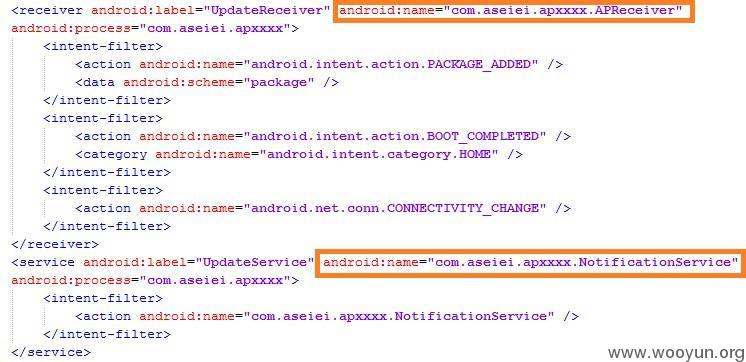 <receiver android:label="UpdateReceiver" android:name="com.aseiei.apxxxx.APReceiver"
android:process="com.aseiei.apxxxx">
<intent-filter>
<action android:name="android.intent.action.PACKAGE_ADDED" />
<data android:scheme="package" />
</intent-filter>
<intent-filter>
<action android:name="android.intent.action.BOOT_COMPLETED" />
<category android:name="android.intent.category.HOME" />
</intent-filter>
<intent-filter>
<action android:name="android.net.conn.CONNECTIVITY_CHANGE" />
</intent-filter>
</receiver>
<service android:label="UpdateService" android:name="com.aseiei.apxxxx.NotificationService"
android:process="com.aseiei.apxxxx">
<intent-filter>
<action android:name="com.aseiei.apxxxx.NotificationService" />
</intent-filter>
</service>
www.wooyun.org